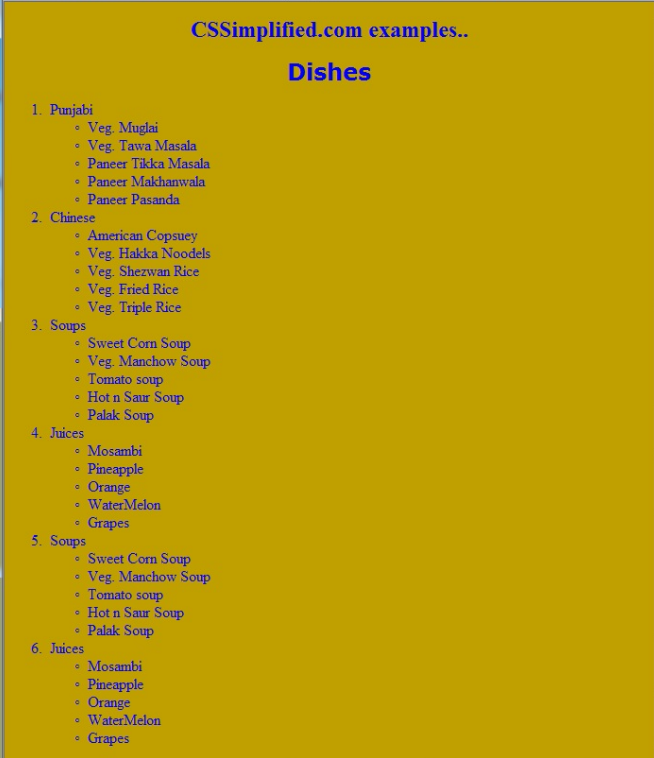 CSSimplified.com examples..
Dishes
1. Punjabi
◦ Veg. Muglai
◦ Veg. Tawa Masala
◦ Paneer Tikka Masala
◦ Paneer Makhanwala
◦ Paneer Pasanda
2. Chinese
◦ American Copsuey
◦ Veg. Hakka Noodels
◦ Veg. Shezwan Rice
◦ Veg. Fried Rice
◦ Veg. Triple Rice
3. Soups
◦ Sweet Corn Soup
◦ Veg. Manchow Soup
◦ Tomato soup
◦ Hot n Saur Soup
◦ Palak Soup
4. Juices
◦ Mosambi
◦ Pineapple
◦ Orange
◦ WaterMelon
◦ Grapes
5. Soups
◦ Sweet Corn Soup
◦ Veg. Manchow Soup
◦ Tomato soup
◦ Hot n Saur Soup
◦ Palak Soup
6. Juices
◦ Mosambi
◦ Pineapple
◦ Orange
◦ WaterMelon
◦ Grapes